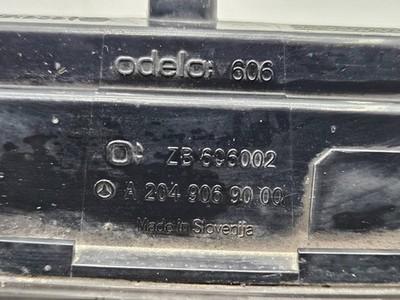 odelo 606
ZB 696002
A 204 906 90 00
Made in Slovenija